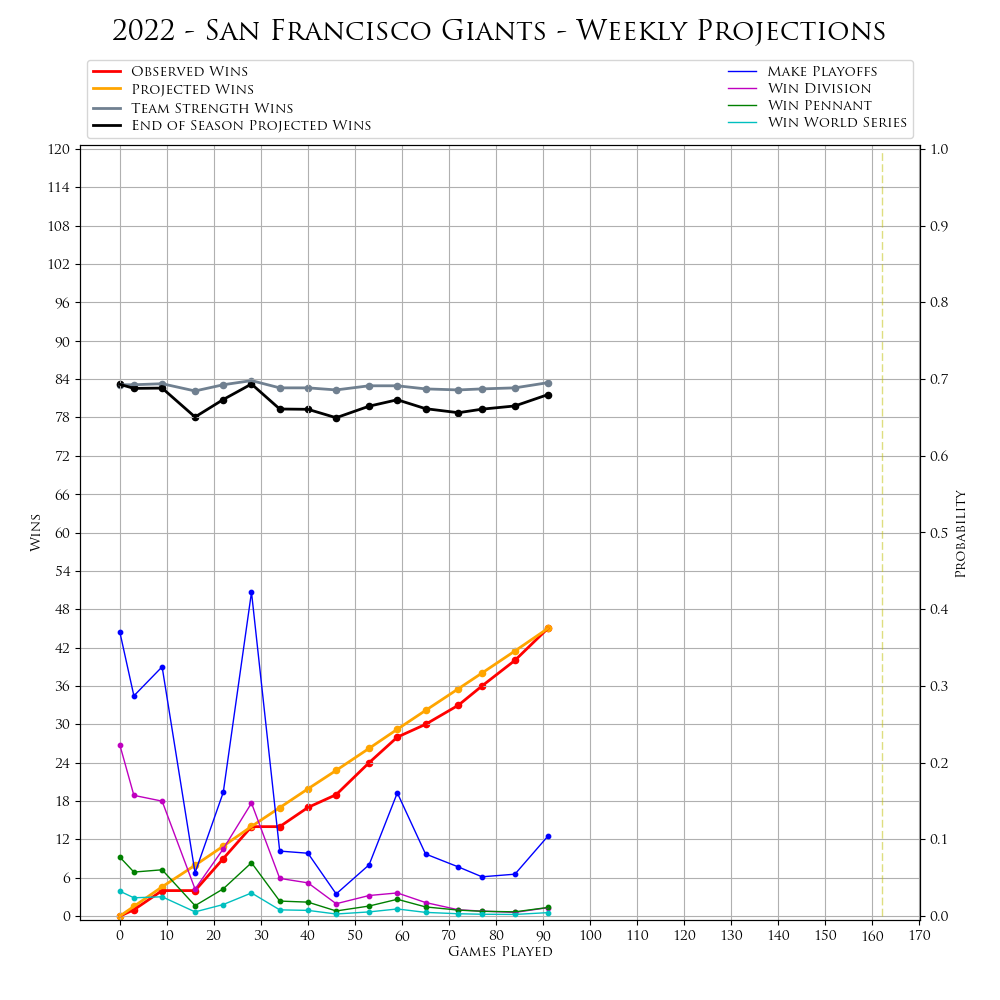 2022 - San Francisco Giants - Weekly Projections
Observed Wins
Projected Wins
Team Strength Wins
End of Season Projected Wins
Make Playoffs
Win Division
Win Pennant
Win World Series
120
114
108
102
96
90
84
78
72
66
60
54
48
42
36
30
24
18
12
6
0
Wins
1.0
0.9
0.8
0.7
0.6
0.5
0.4
0.3
0.2
0.1
0.0
Probability
0 10 20 30 40 50 60 70 80 90 100 110 120 130 140 150 160 170
Games Played